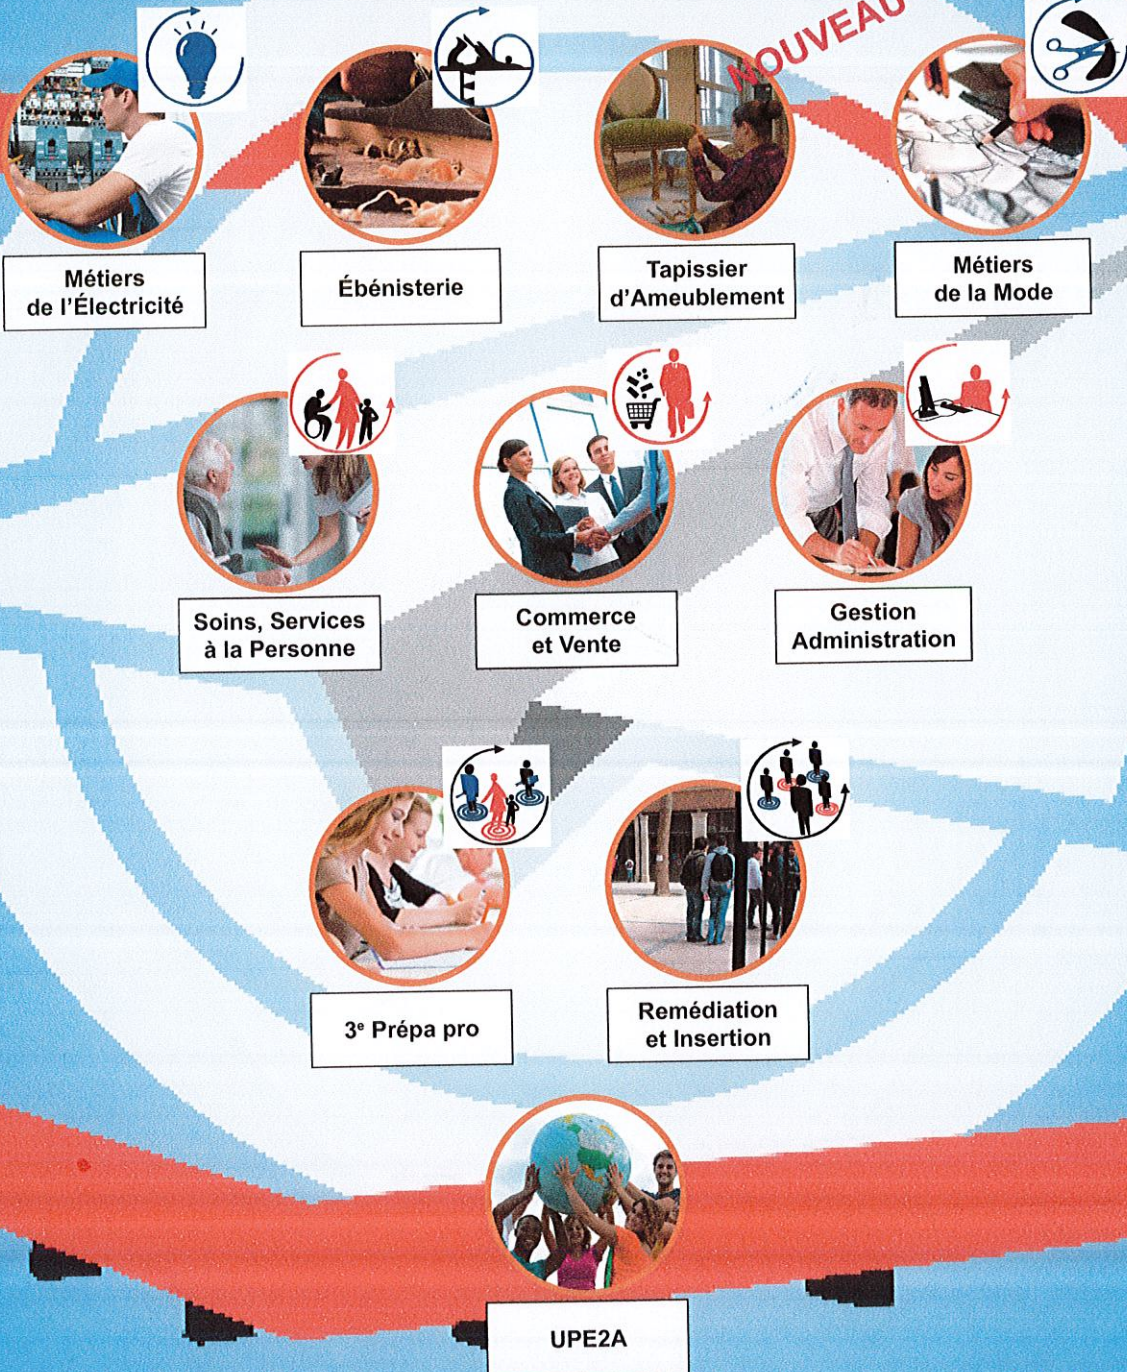 NOUVEAU
Métiers
de l'Électricité
Ébénisterie
Tapissier
d'Ameublement
Métiers
de la Mode
Soins, Services
à la Personne
Commerce
et Vente
Gestion
Administration
3e Prépa pro
Remédiation
et Insertion
UPE2A